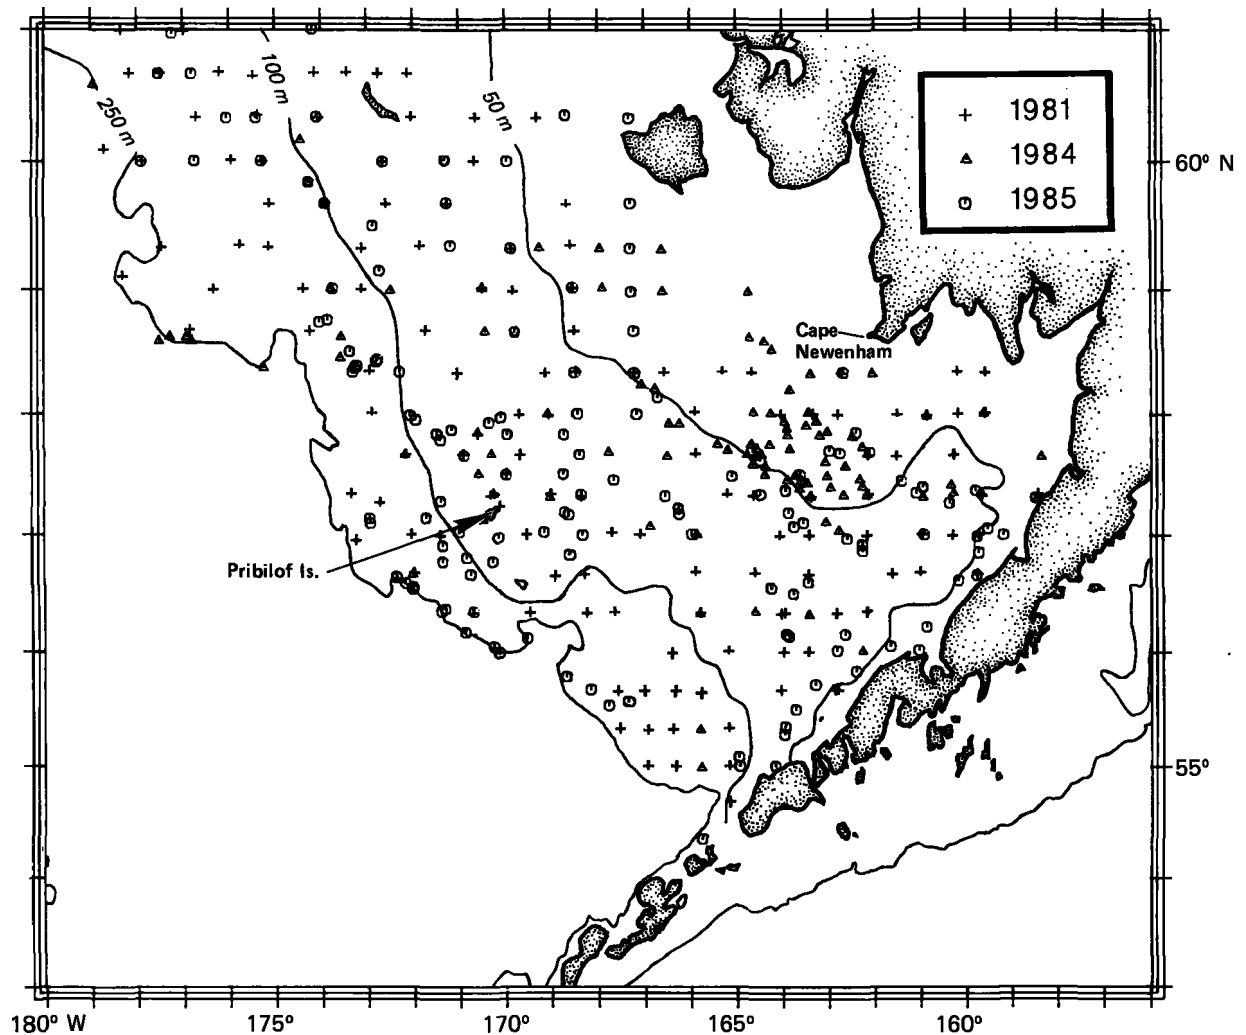 250 m
100 m
50 m
+ 1981
△ 1984
○ 1985
60° N
Cape
Newenham
Pribilof Is.
55°
180° W
175°
170°
165°
160°